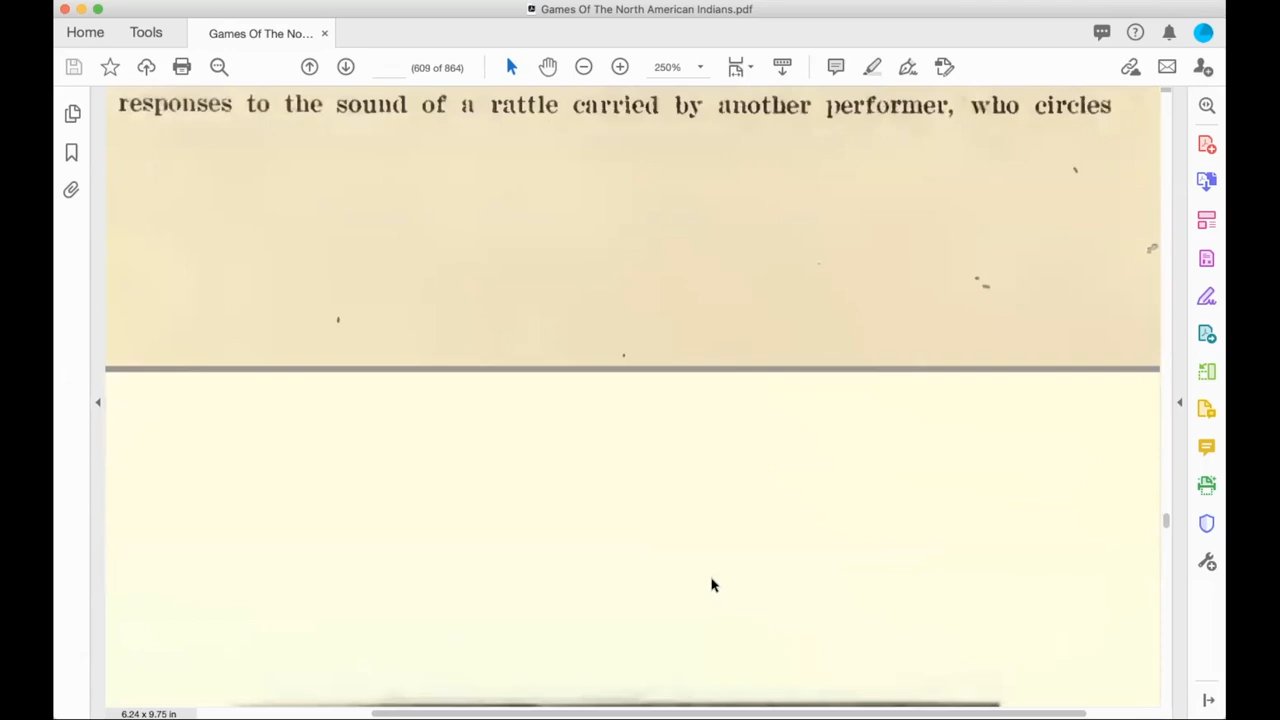 Games Of The North American Indians.pdf
Home
Tools
Games Of The No...
(609 of 864)
250%
responses to the sound of a rattle carried by another performer, who circles
6.24 x 9.75 in